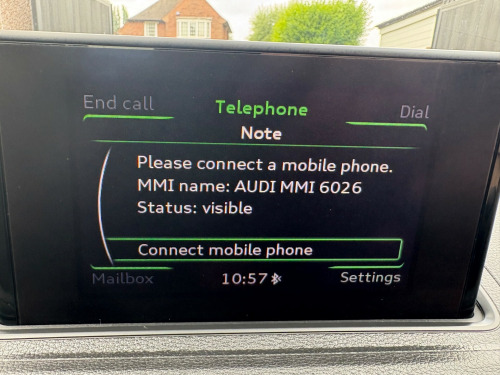 End call
Telephone
Dial
Note
Please connect a mobile phone.
MMI name: AUDI MMI 6026
Status: visible
Connect mobile phone
Mailbox
10:57
Settings